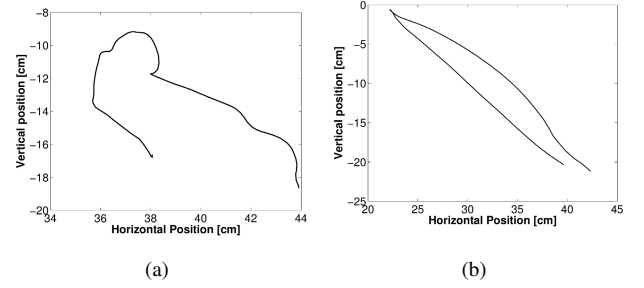 −8
−10
−12
−14
−16
−18
−20
34 36 38 40 42 44
Vertical position [cm]
Horizontal Position [cm]
(a)
0
−5
−10
−15
−20
−25
20 25 30 35 40 45
Vertical position [cm]
Horizontal Position [cm]
(b)